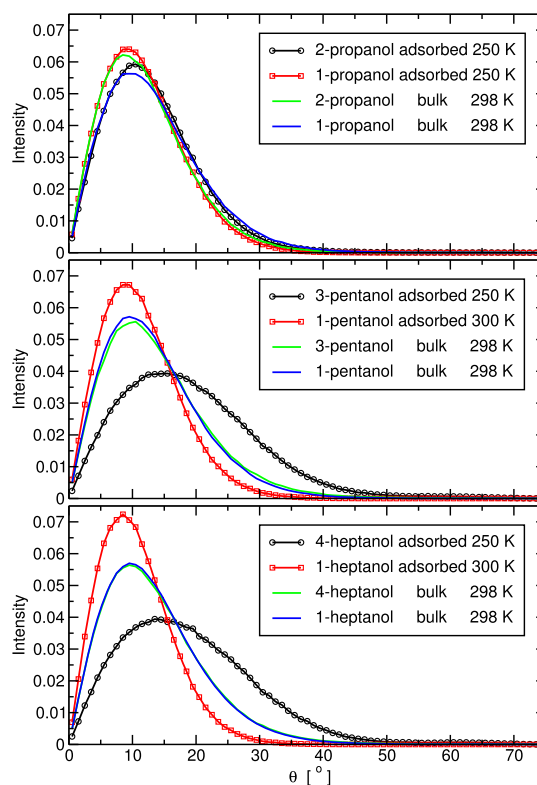 0.07
0.06
0.05
0.04
0.03
0.02
0.01
0
Intensity
2-propanol adsorbed 250 K
1-propanol adsorbed 250 K
2-propanol bulk 298 K
1-propanol bulk 298 K
0.07
0.06
0.05
0.04
0.03
0.02
0.01
0
Intensity
3-pentanol adsorbed 250 K
1-pentanol adsorbed 300 K
3-pentanol bulk 298 K
1-pentanol bulk 298 K
0.07
0.06
0.05
0.04
0.03
0.02
0.01
0
Intensity
4-heptanol adsorbed 250 K
1-heptanol adsorbed 300 K
4-heptanol bulk 298 K
1-heptanol bulk 298 K
0 10 20 30 40 50 60 70
θ [ ° ]